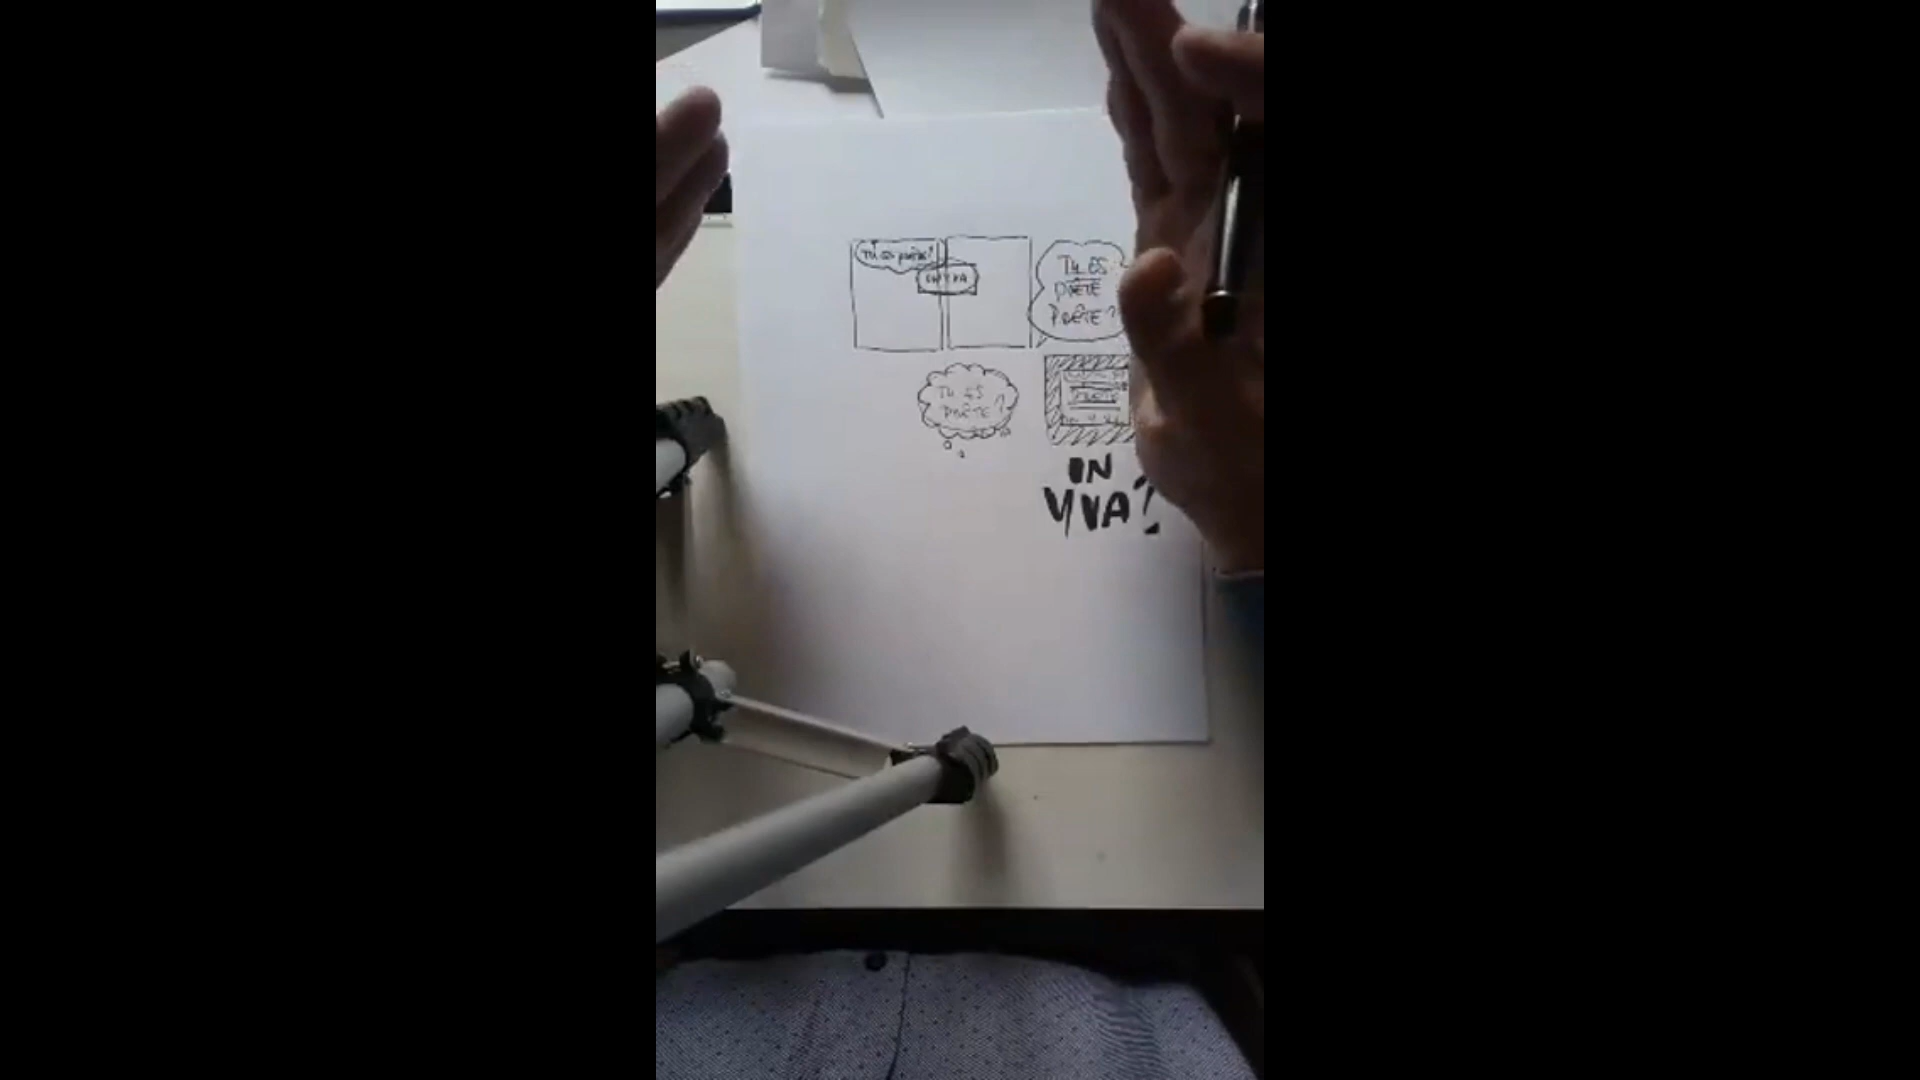 Tu es prête?
ON Y VA
TU ES
PRÊTE
PRÊTE?
TU ES
PRÊTE?
ON
Y VA?